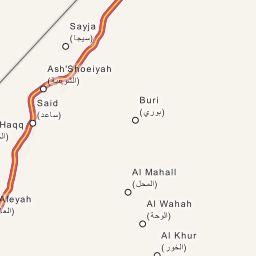 Sayja
(سيجا)
Ash'Shoeiyah
(الشويعية)
Said
(ساعد)
Buri
(بوري)
Haqq
Al Mahall
(المحل)
Aleyah
Al Wahah
(الوحة)
Al Khur
(الخور)